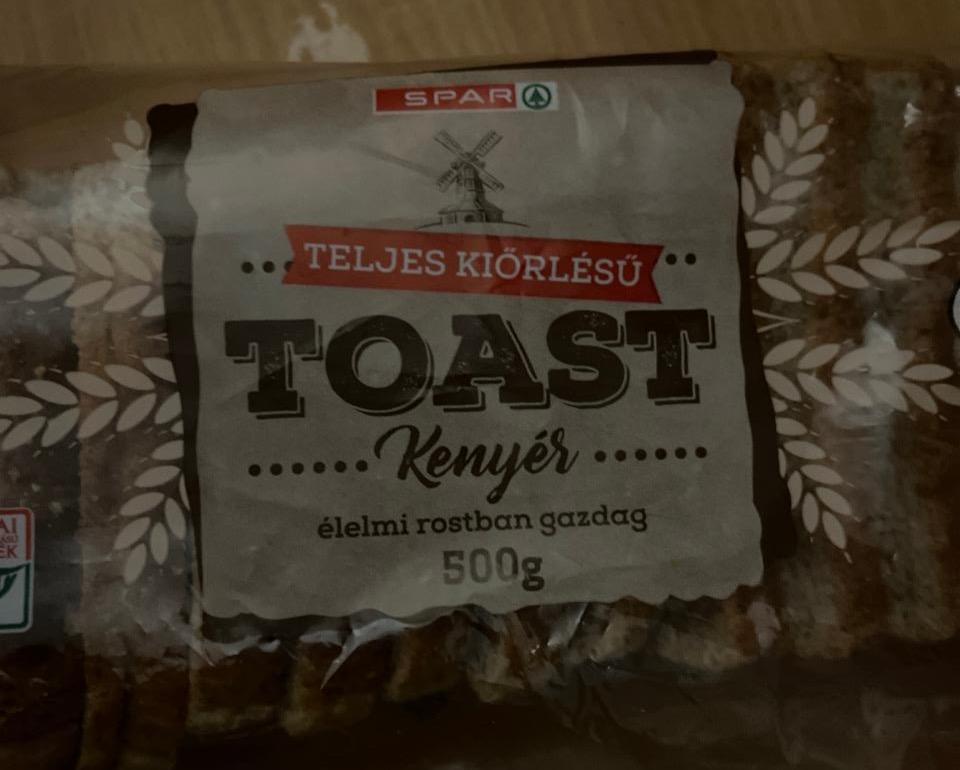 SPAR
TELJES KIŐRLÉSŰ
TOAST
Kenyér
élelmi rostban gazdag
500g